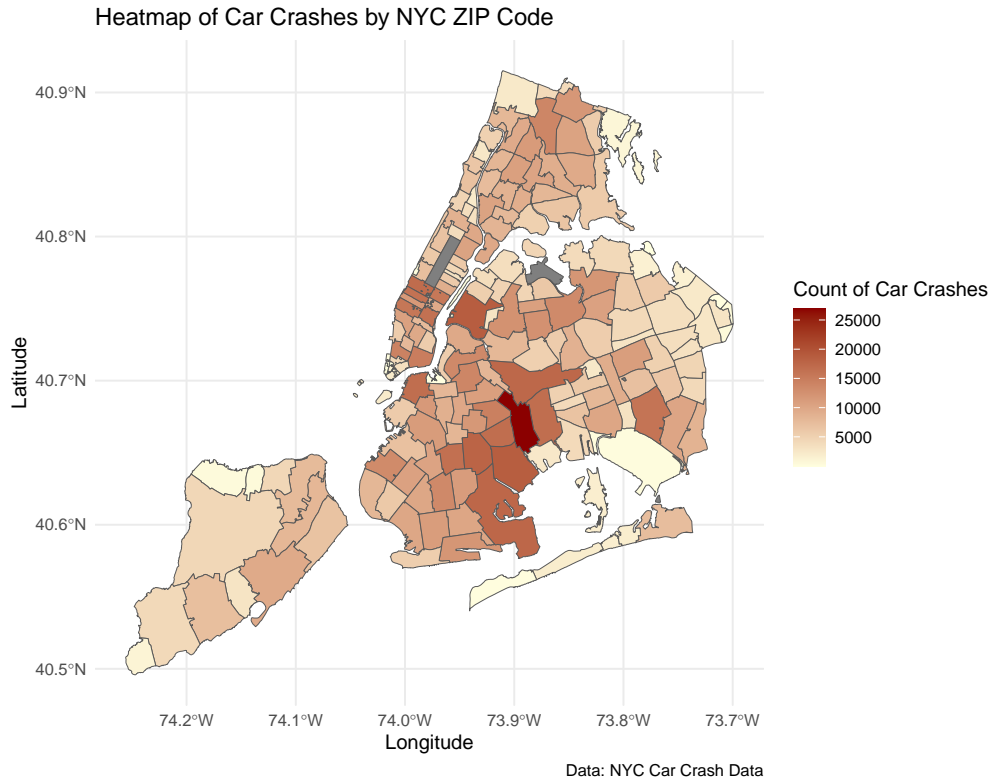 Heatmap of Car Crashes by NYC ZIP Code
40.9°N
40.8°N
40.7°N
40.6°N
40.5°N
Latitude
74.2°W
74.1°W
74.0°W
73.9°W
73.8°W
73.7°W
Longitude
Count of Car Crashes
25000
20000
15000
10000
5000
Data: NYC Car Crash Data